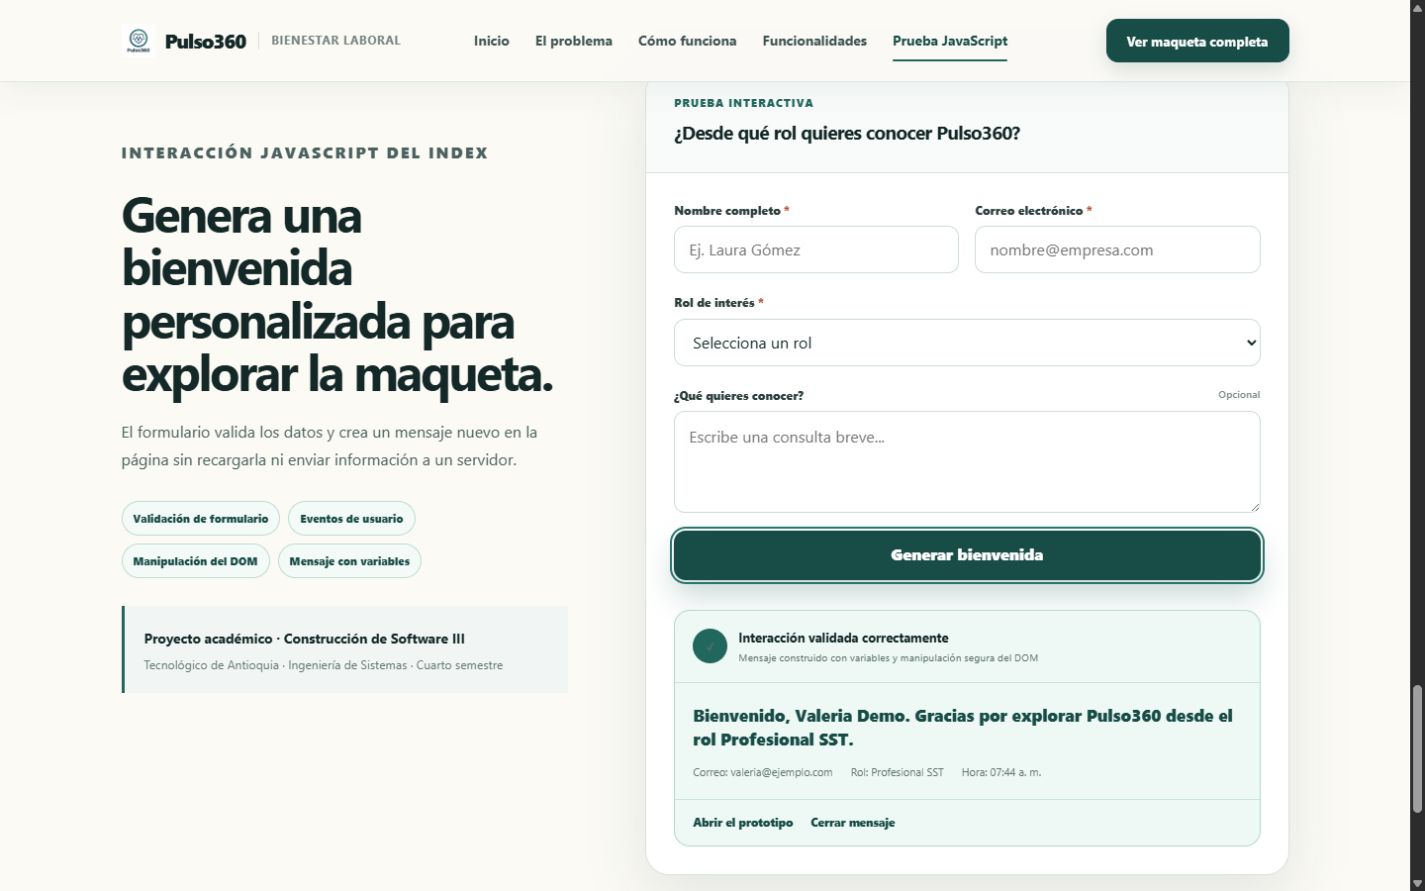 Pulso360
Pulso360
BIENESTAR LABORAL
Inicio
El problema
Cómo funciona
Funcionalidades
Prueba JavaScript
Ver maqueta completa
INTERACCIÓN JAVASCRIPT DEL INDEX
Genera una
bienvenida
personalizada para
explorar la maqueta.
El formulario valida los datos y crea un mensaje nuevo en la
página sin recargarla ni enviar información a un servidor.
Validación de formulario
Eventos de usuario
Manipulación del DOM
Mensaje con variables
Proyecto académico · Construcción de Software III
Tecnológico de Antioquia · Ingeniería de Sistemas · Cuarto semestre
PRUEBA INTERACTIVA
¿Desde qué rol quieres conocer Pulso360?
Nombre completo *
Correo electrónico *
Ej. Laura Gómez
nombre@empresa.com
Rol de interés *
Selecciona un rol
¿Qué quieres conocer?
Opcional
Escribe una consulta breve...
Generar bienvenida
Interacción validada correctamente
Mensaje construido con variables y manipulación segura del DOM
Bienvenido, Valeria Demo. Gracias por explorar Pulso360 desde el
rol Profesional SST.
Correo: valeria@ejemplo.com
Rol: Profesional SST
Hora: 07:44 a. m.
Abrir el prototipo
Cerrar mensaje